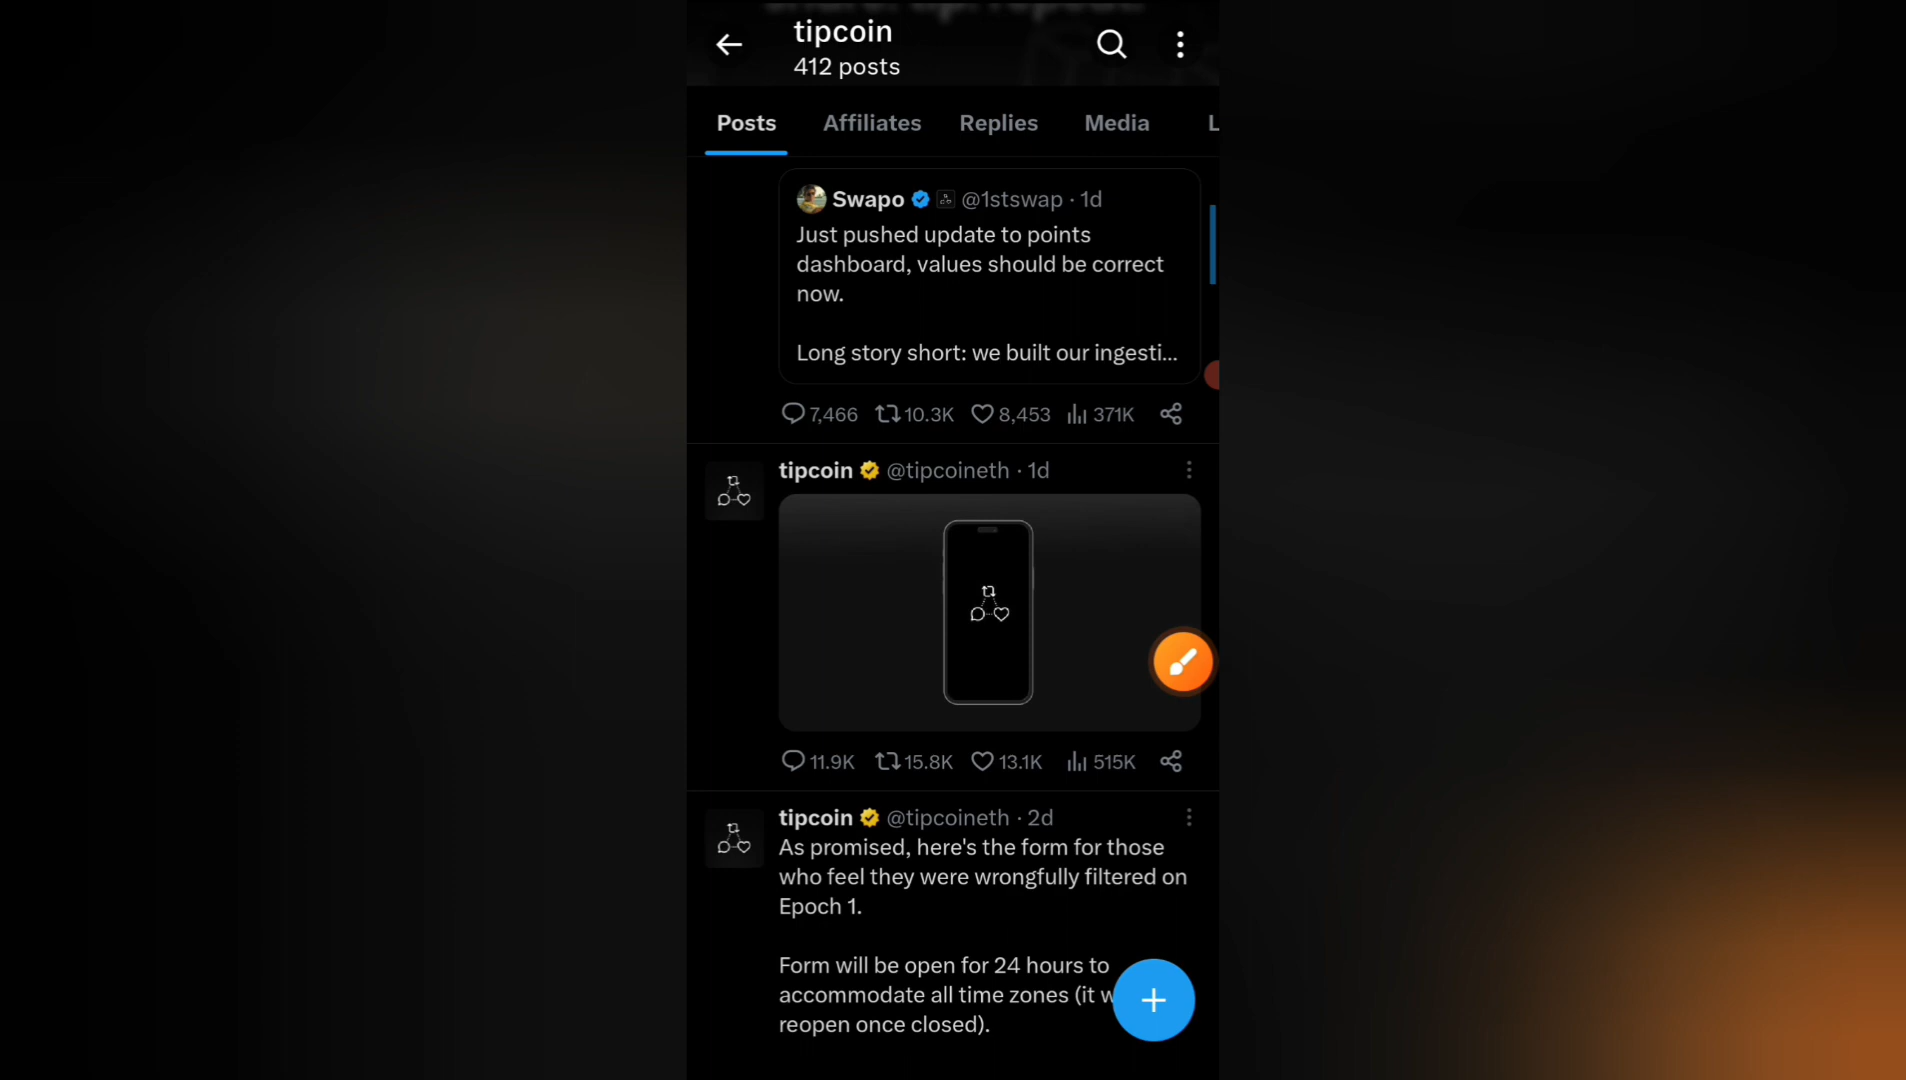 tipcoin
412 posts
Posts Affiliates Replies Media L
Swapo @1stswap · 1d
Just pushed update to points
dashboard, values should be correct
now.
Long story short: we built our ingesti...
7,466 10.3K 8,453 371K
tipcoin @tipcoineth · 1d
11.9K 15.8K 13.1K 515K
tipcoin @tipcoineth · 2d
As promised, here's the form for those
who feel they were wrongfully filtered on
Epoch 1.
Form will be open for 24 hours to
accommodate all time zones (it w
reopen once closed).